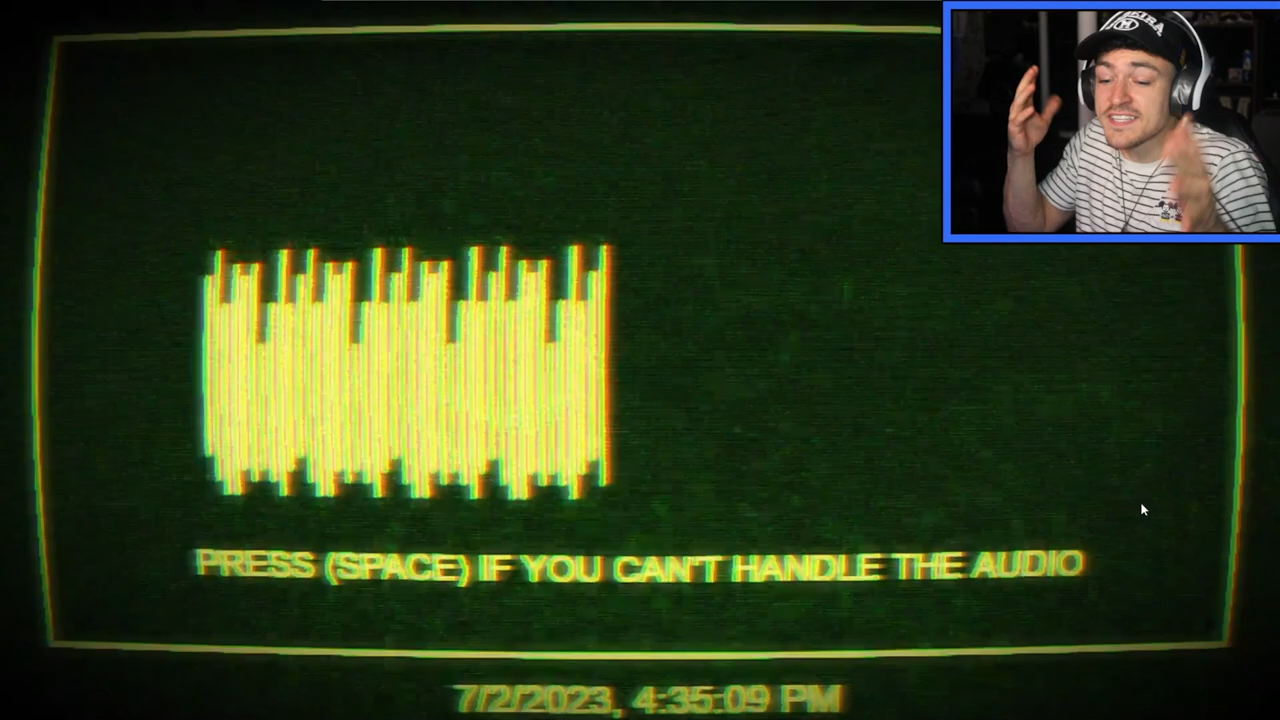 PRESS (SPACE) IF YOU CAN'T HANDLE THE AUDIO
7/2/2023, 4:35:09 PM